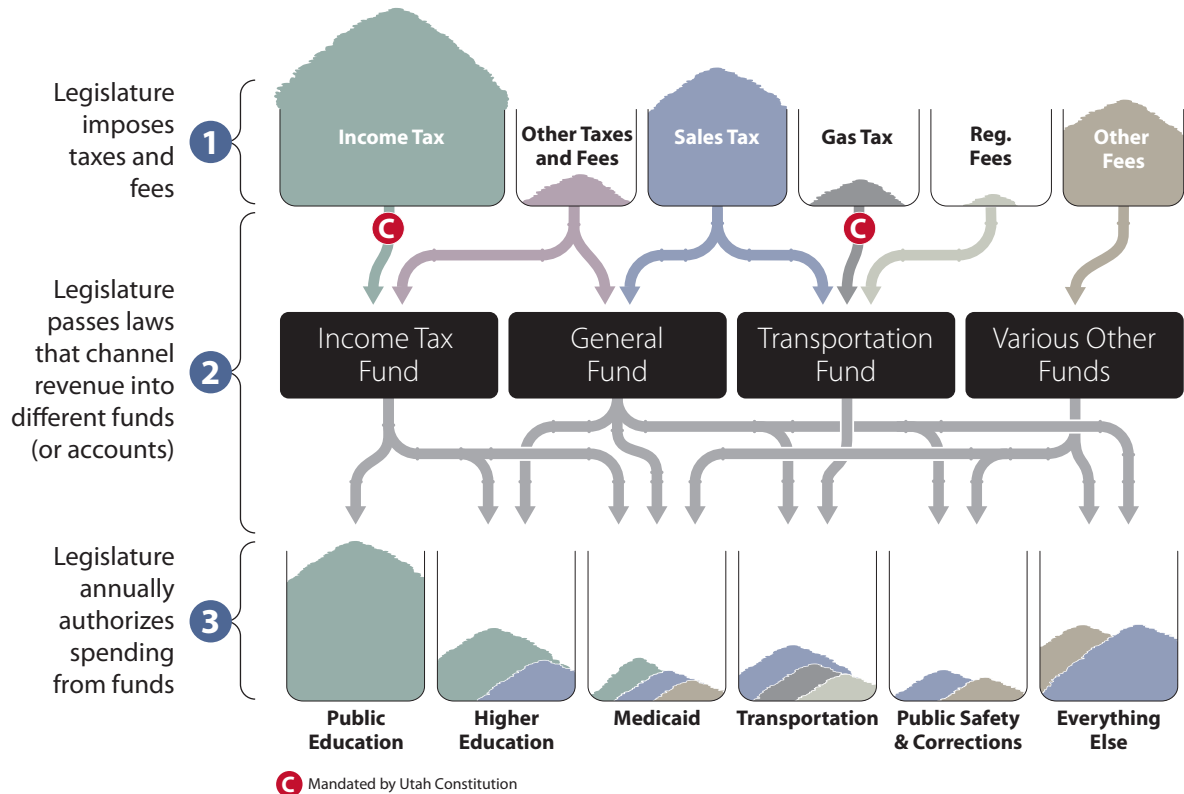 Legislature
imposes
taxes and
fees
1
Income Tax
Other Taxes
and Fees
Sales Tax
Gas Tax
Reg.
Fees
Other
Fees
C
C
Legislature
passes laws
that channel
revenue into
different funds
(or accounts)
2
Income Tax
Fund
General
Fund
Transportation
Fund
Various Other
Funds
Legislature
annually
authorizes
spending
from funds
3
Public
Education
Higher
Education
Medicaid
Transportation
Public Safety
& Corrections
Everything
Else
C Mandated by Utah Constitution